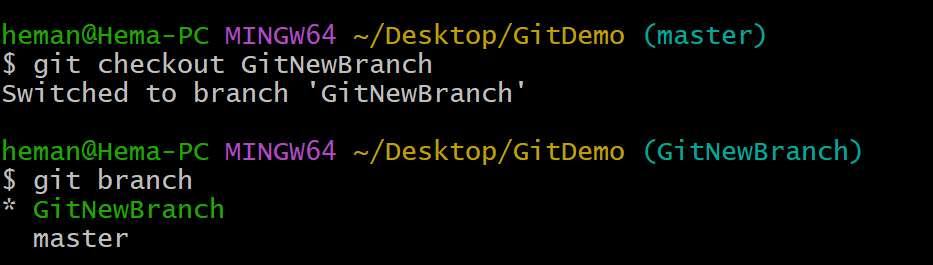 heman@Hema-PC MINGW64 ~/Desktop/GitDemo (master)
$ git checkout GitNewBranch
Switched to branch 'GitNewBranch'
heman@Hema-PC MINGW64 ~/Desktop/GitDemo (GitNewBranch)
$ git branch
* GitNewBranch
  master